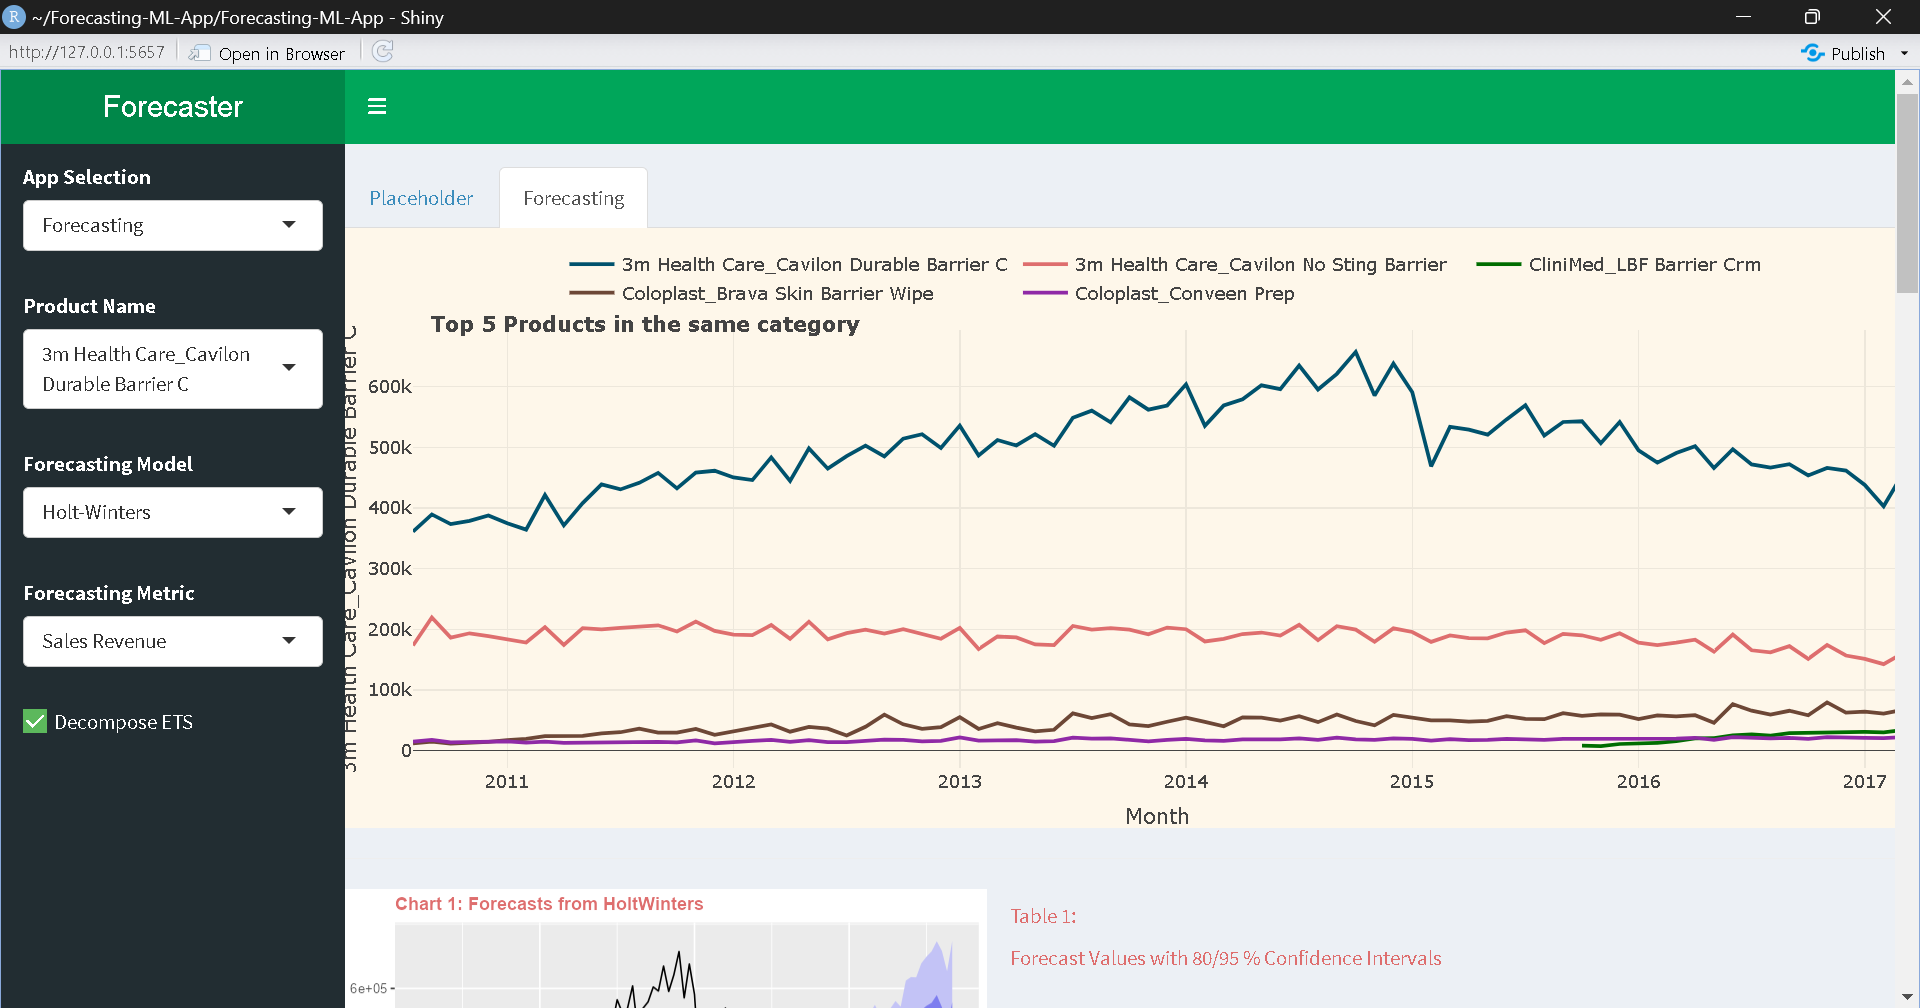 R ~/Forecasting-ML-App/Forecasting-ML-App - Shiny
http://127.0.0.1:5657
Open in Browser
Publish
Forecaster
App Selection
Forecasting
Product Name
3m Health Care_Cavilon
Durable Barrier C
Forecasting Model
Holt-Winters
Forecasting Metric
Sales Revenue
Decompose ETS
Placeholder
Forecasting
3m Health Care_Cavilon Durable Barrier C
3m Health Care_Cavilon No Sting Barrier
CliniMed_LBF Barrier Crm
Coloplast_Brava Skin Barrier Wipe
Coloplast_Conveen Prep
Top 5 Products in the same category
3m Health Care_Cavilon Durable Barrier C
600k
500k
400k
300k
200k
100k
0
2011 2012 2013 2014 2015 2016 2017
Month
Chart 1: Forecasts from HoltWinters
6e+05
Table 1:
Forecast Values with 80/95 % Confidence Intervals